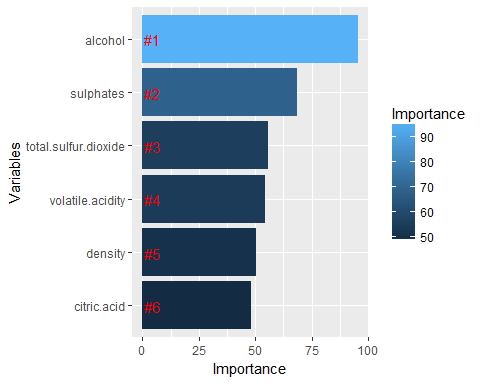 alcohol
#1
sulphates
#2
total.sulfur.dioxide
#3
volatile.acidity
#4
density
#5
citric.acid
#6
Variables
0
25
50
75
100
Importance
Importance
90
80
70
60
50